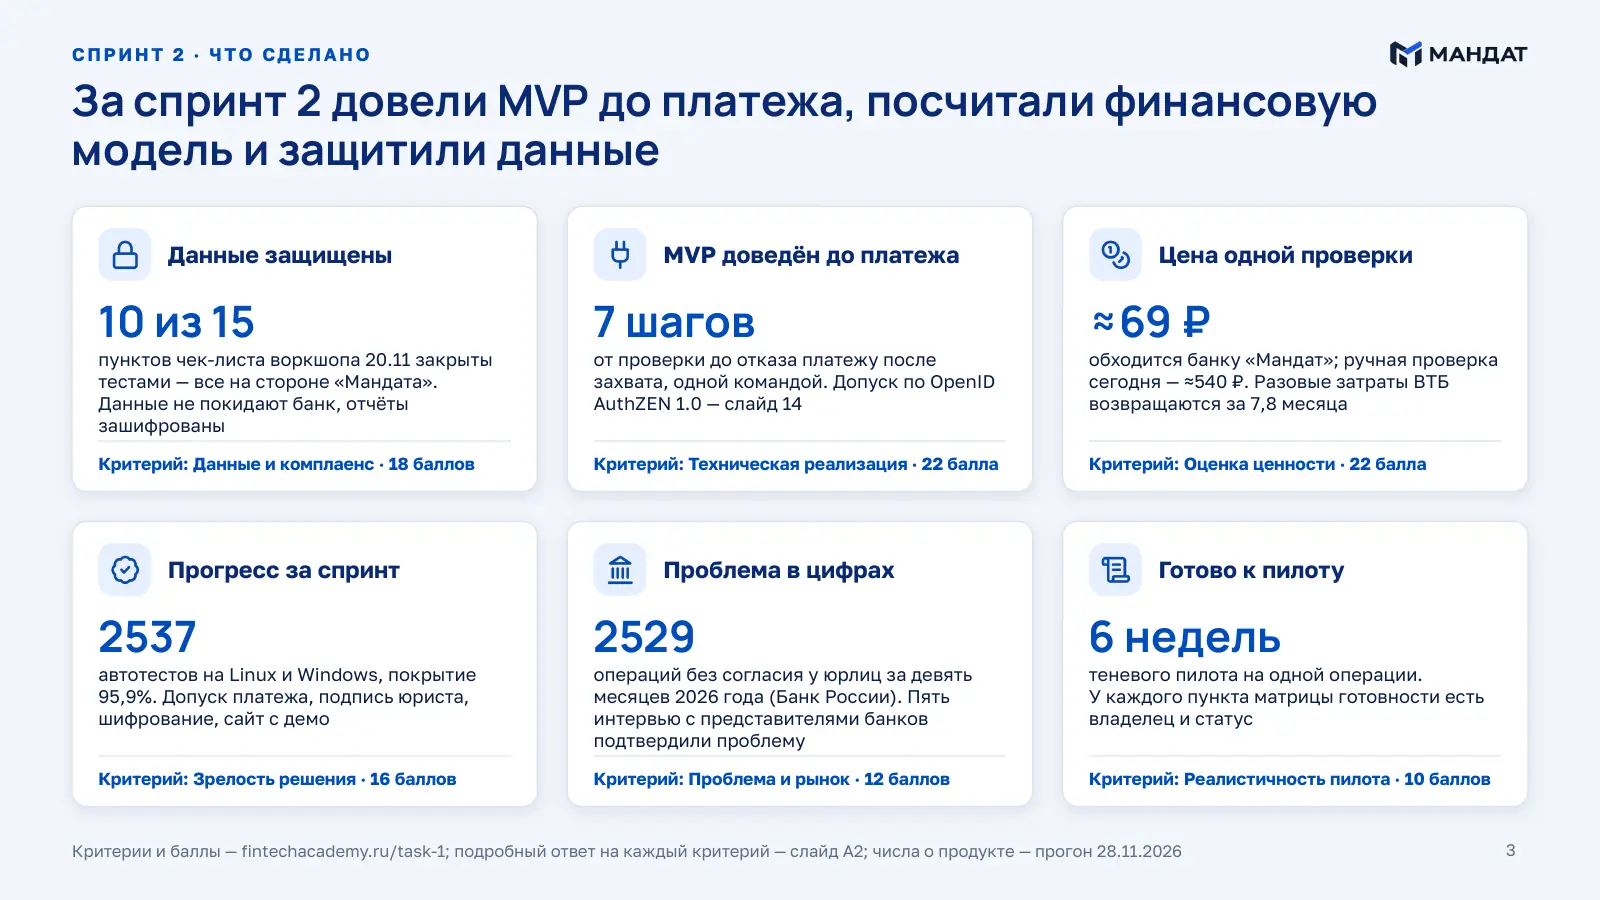 СПРИНТ 2 · ЧТО СДЕЛАНО
МАНДАТ
За спринт 2 довели MVP до платежа, посчитали финансовую
модель и защитили данные
Данные защищены
10 из 15
пунктов чек-листа воркшопа 20.11 закрыты
тестами — все на стороне «Мандата».
Данные не покидают банк, отчёты
зашифрованы
Критерий: Данные и комплаенс · 18 баллов
MVP доведён до платежа
7 шагов
от проверки до отказа платежу после
захвата, одной командой. Допуск по OpenID
AuthZEN 1.0 — слайд 14
Критерий: Техническая реализация · 22 балла
Цена одной проверки
≈69 ₽
обходится банку «Мандат»; ручная проверка
сегодня — ≈540 ₽. Разовые затраты ВТБ
возвращаются за 7,8 месяца
Критерий: Оценка ценности · 22 балла
Прогресс за спринт
2537
автотестов на Linux и Windows, покрытие
95,9%. Допуск платежа, подпись юриста,
шифрование, сайт с демо
Критерий: Зрелость решения · 16 баллов
Проблема в цифрах
2529
операций без согласия у юрлиц за девять
месяцев 2026 года (Банк России). Пять
интервью с представителями банков
подтвердили проблему
Критерий: Проблема и рынок · 12 баллов
Готово к пилоту
6 недель
теневого пилота на одной операции.
У каждого пункта матрицы готовности есть
владелец и статус
Критерий: Реалистичность пилота · 10 баллов
Критерии и баллы — fintechacademy.ru/task-1; подробный ответ на каждый критерий — слайд А2; числа о продукте — прогон 28.11.2026
3